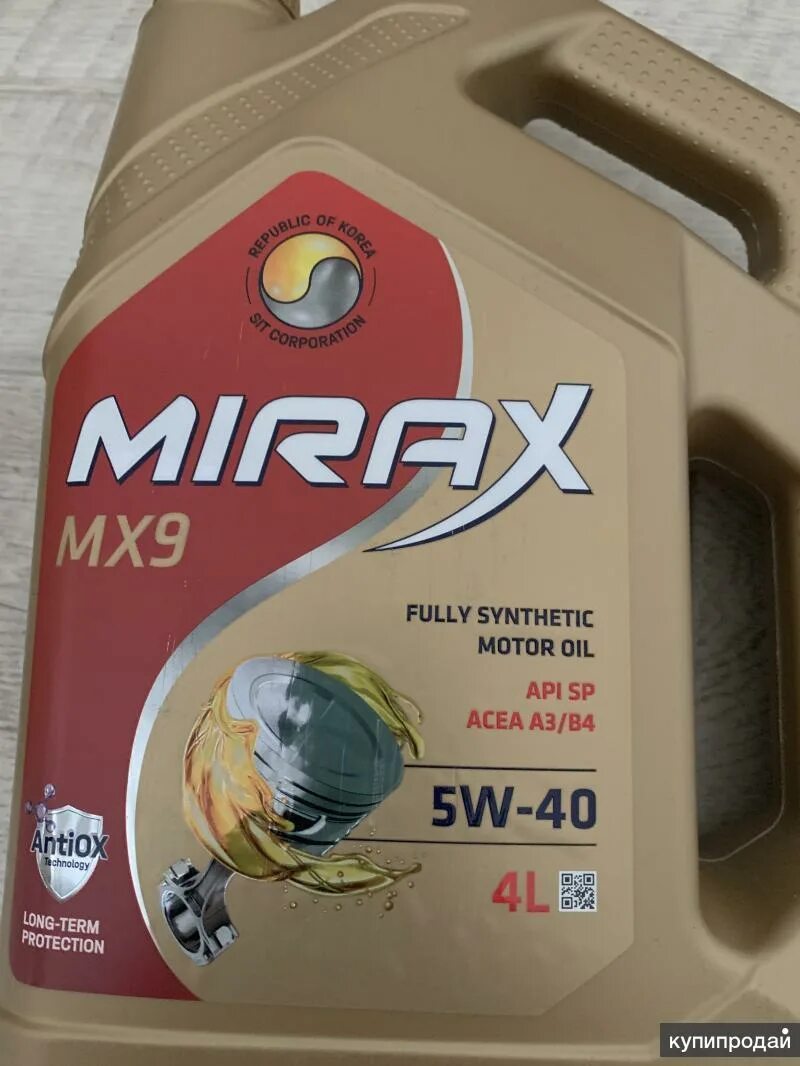 REPUBLIC OF KOREA
SIT CORPORATION
MIRAX
MX9
FULLY SYNTHETIC
MOTOR OIL
API SP
ACEA A3/B4
5W-40
4L
AntiOX
Technology
LONG-TERM
PROTECTION
купипродай